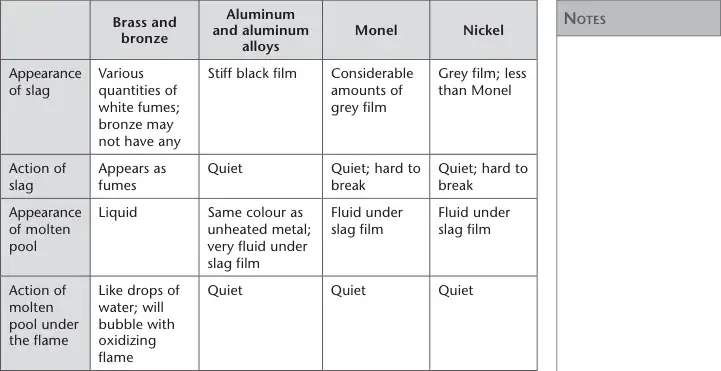 Brass and
bronze
Aluminum
and aluminum
alloys
Monel
Nickel
NOTES
Appearance
of slag
Various
quantities of
white fumes;
bronze may
not have any
Stiff black film
Considerable
amounts of
grey film
Grey film; less
than Monel
Action of
slag
Appears as
fumes
Quiet
Quiet; hard to
break
Quiet; hard to
break
Appearance
of molten
pool
Liquid
Same colour as
unheated metal;
very fluid under
slag film
Fluid under
slag film
Fluid under
slag film
Action of
molten
pool under
the flame
Like drops of
water; will
bubble with
oxidizing
flame
Quiet
Quiet
Quiet